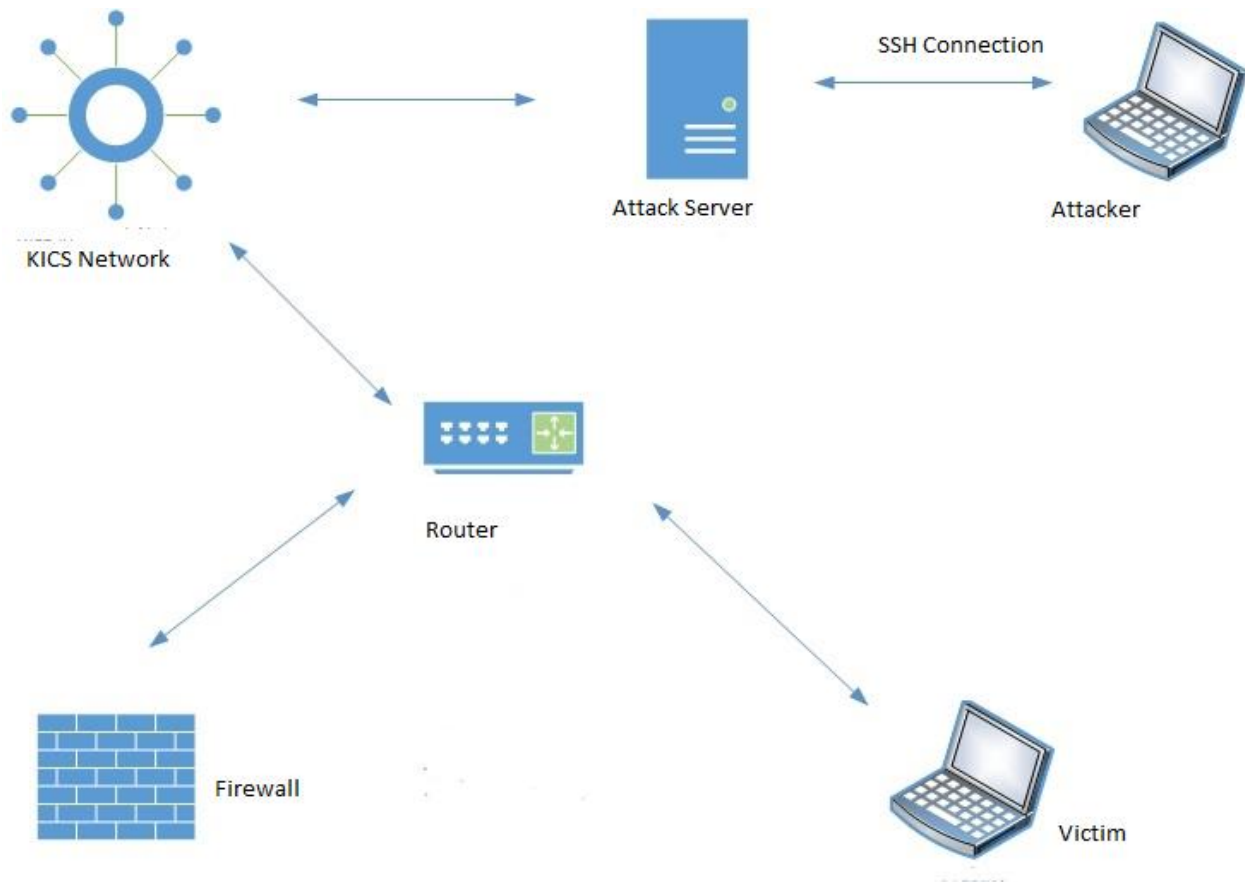 SSH Connection
Attack Server
Attacker
KICS Network
Router
Firewall
Victim